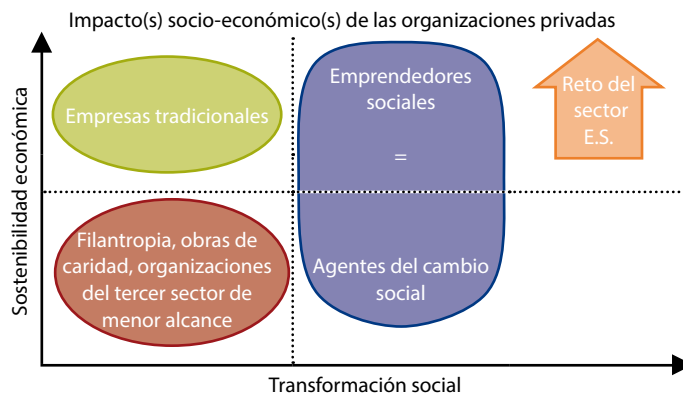 Impacto(s) socio-económico(s) de las organizaciones privadas
Sostenibilidad económica
Empresas tradicionales
Emprendedores
sociales
=
Agentes del cambio
social
Reto del
sector
E.S.
Filantropia, obras de
caridad, organizaciones
del tercer sector de
menor alcance
Transformación social